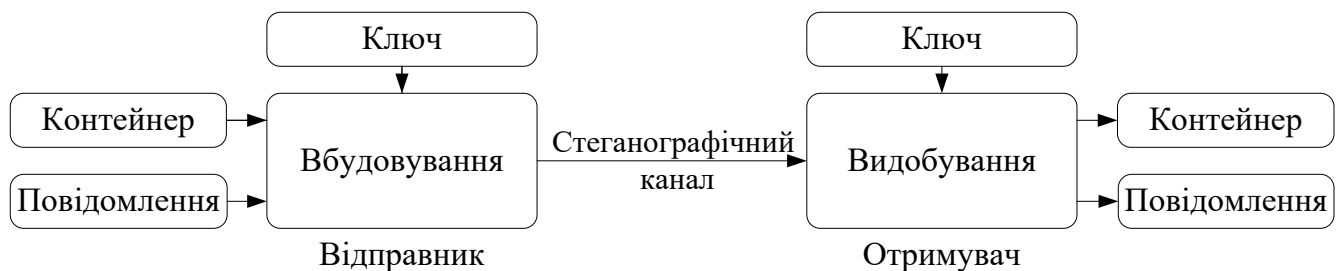 Ключ
Ключ
Контейнер
Повідомлення
Вбудовування
Стеганографічний
канал
Видобування
Контейнер
Повідомлення
Відправник
Отримувач